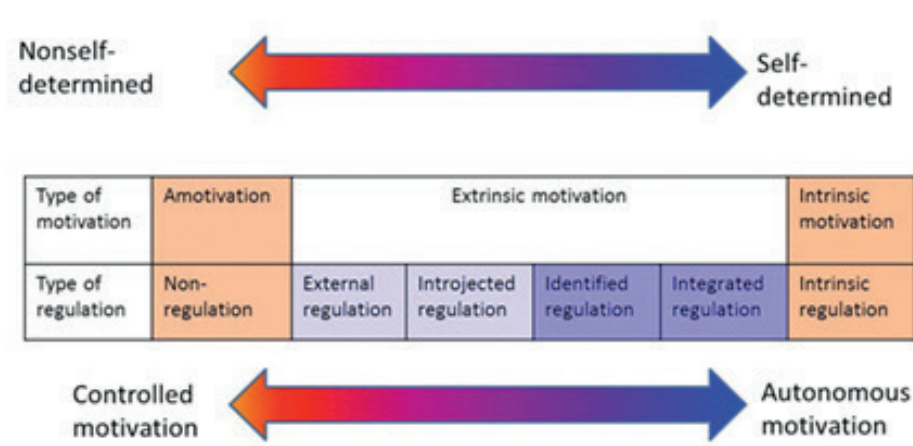 Nonself-
determined
Self-
determined
Type of
motivation
Amotivation
Extrinsic motivation
Intrinsic
motivation
Type of
regulation
Non-
regulation
External
regulation
Introjected
regulation
Identified
regulation
Integrated
regulation
Intrinsic
regulation
Controlled
motivation
Autonomous
motivation